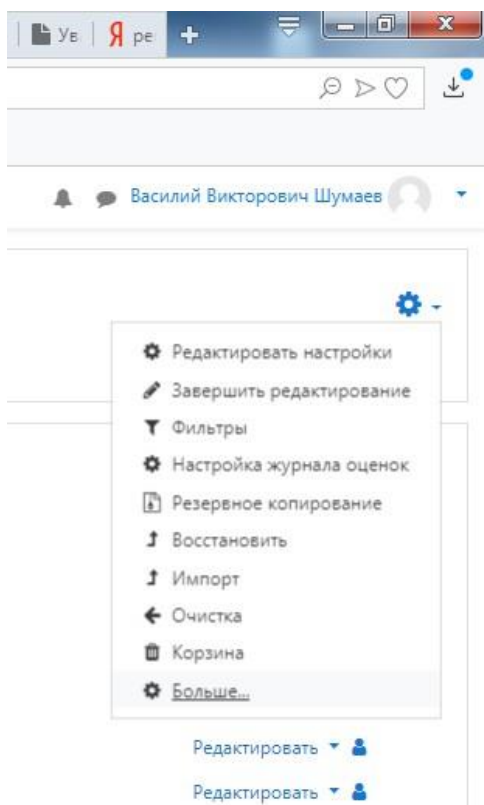 Ув Я ре +
Василий Викторович Шумаев
Редактировать настройки
Завершить редактирование
Фильтры
Настройка журнала оценок
Резервное копирование
Восстановить
Импорт
Очистка
Корзина
Больше...
Редактировать
Редактировать